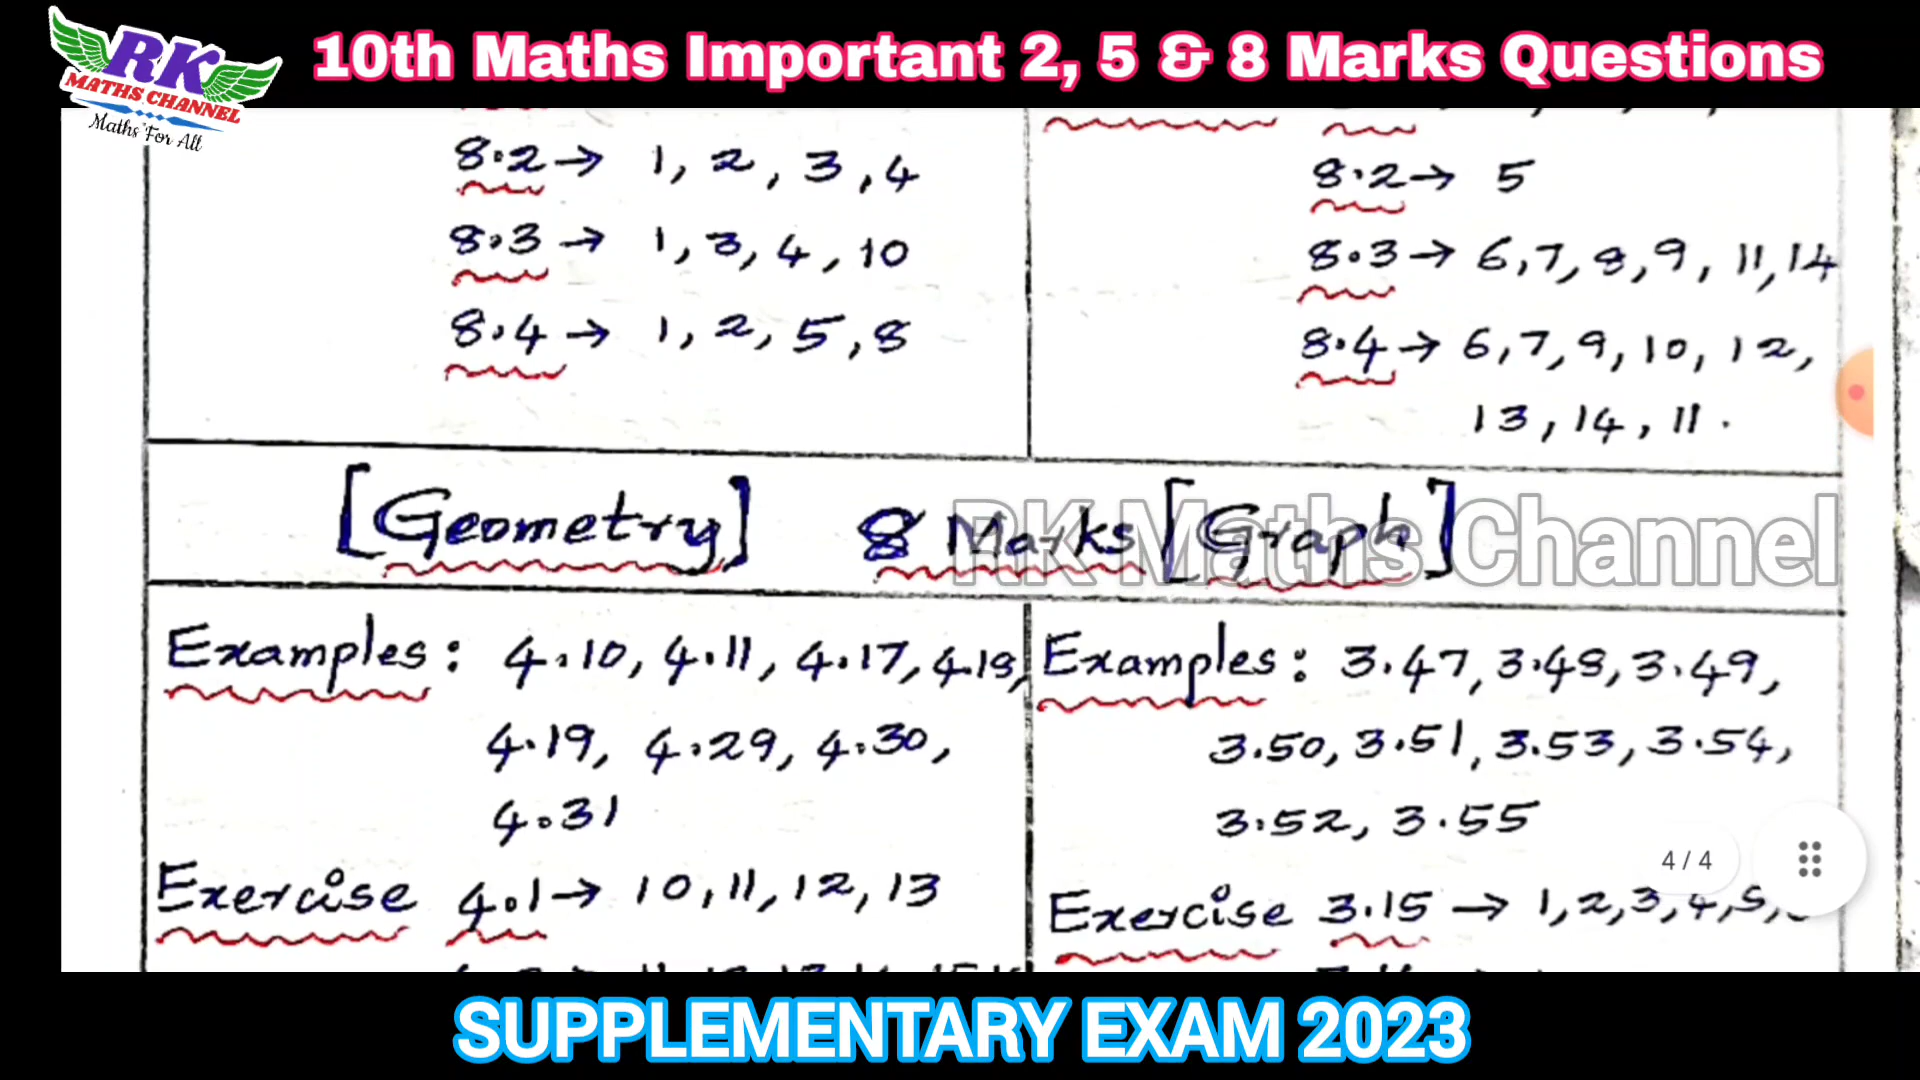 RK
MATHS CHANNEL
Maths For All
10th Maths Important 2, 5 & 8 Marks Questions
8.2 → 1, 2, 3, 4
8.3 → 1, 3, 4, 10
8.4 → 1, 2, 5, 8
8.2 → 5
8.3 → 6, 7, 8, 9, 11, 14
8.4 → 6, 7, 9, 10, 12,
13, 14, 11.
[Geometry] 8 Marks [Graph]
RK Maths Channel
Examples: 4.10, 4.11, 4.17, 4.18,
4.19, 4.29, 4.30,
4.31
Exercise 4.1 → 10, 11, 12, 13
Examples: 3.47, 3.48, 3.49,
3.50, 3.51, 3.53, 3.54,
3.52, 3.55
Exercise 3.15 → 1, 2, 3, 4, 5,
4 / 4
SUPPLEMENTARY EXAM 2023